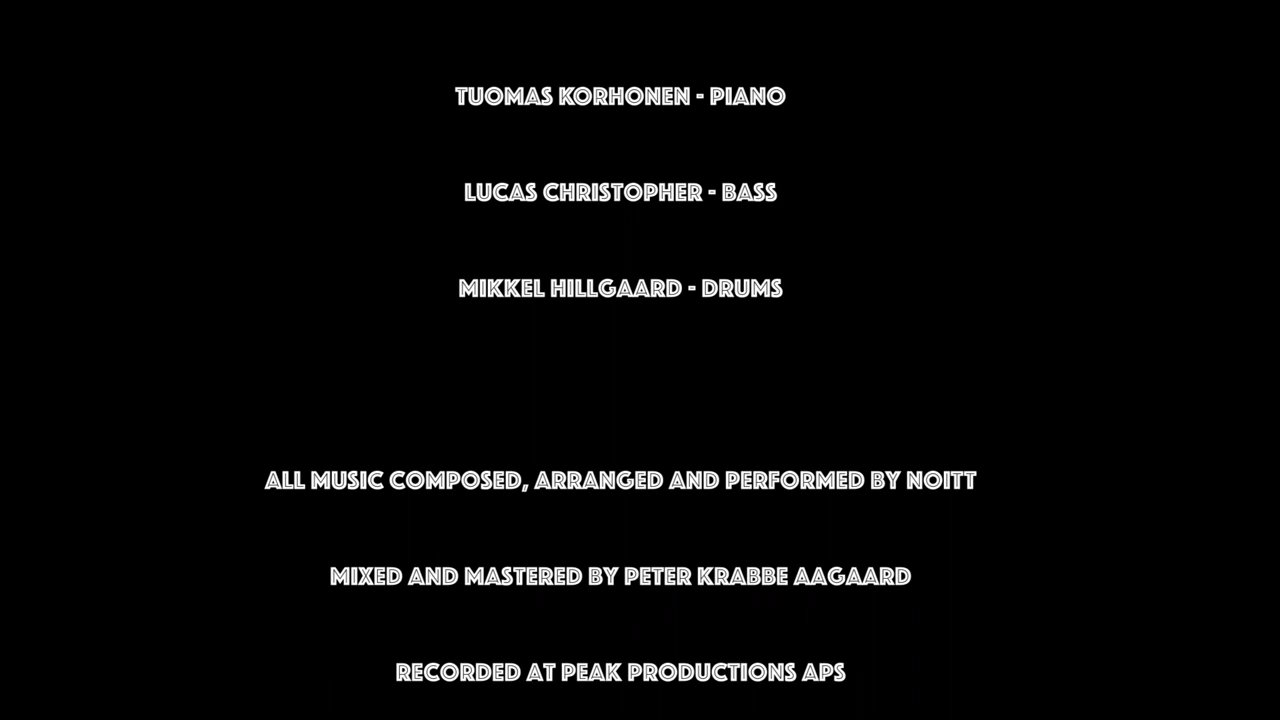 TUOMAS KORHONEN - PIANO
LUCAS CHRISTOPHER - BASS
MIKKEL HILLGAARD - DRUMS
ALL MUSIC COMPOSED, ARRANGED AND PERFORMED BY NOITT
MIXED AND MASTERED BY PETER KRABBE AAGAARD
RECORDED AT PEAK PRODUCTIONS APS